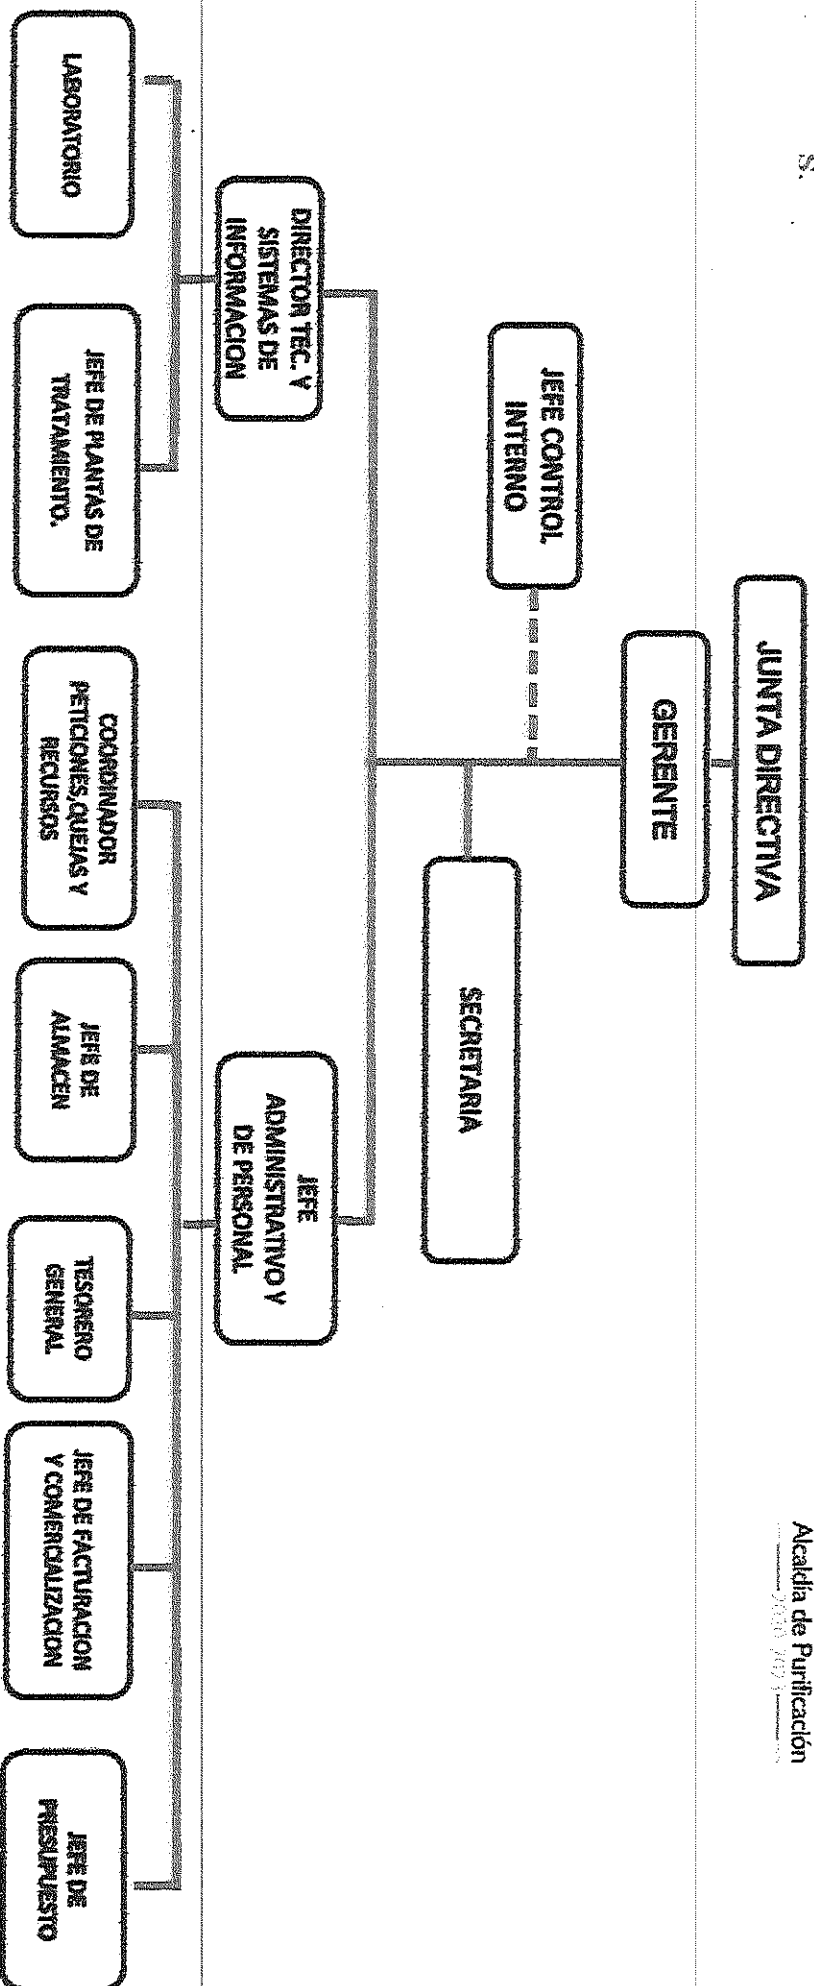 S.
Alcaldía de Purificación
JUNTA DIRECTIVA
GERENTE
JEFE CONTROL
INTERNO
SECRETARIA
DIRECTOR TEC. Y
SISTEMAS DE
INFORMACION
JEFE
ADMINISTRATIVO Y
DE PERSONAL
LABORATORIO
JEFE DE PLANTAS DE
TRATAMIENTO.
COORDINADOR
PETICIONES,QUEJAS Y
RECURSOS
JEFE DE
ALMACEN
TESORERO
GENERAL
JEFE DE FACTURACION
Y COMERCIALIZACION
JEFE DE
PRESUPUESTO